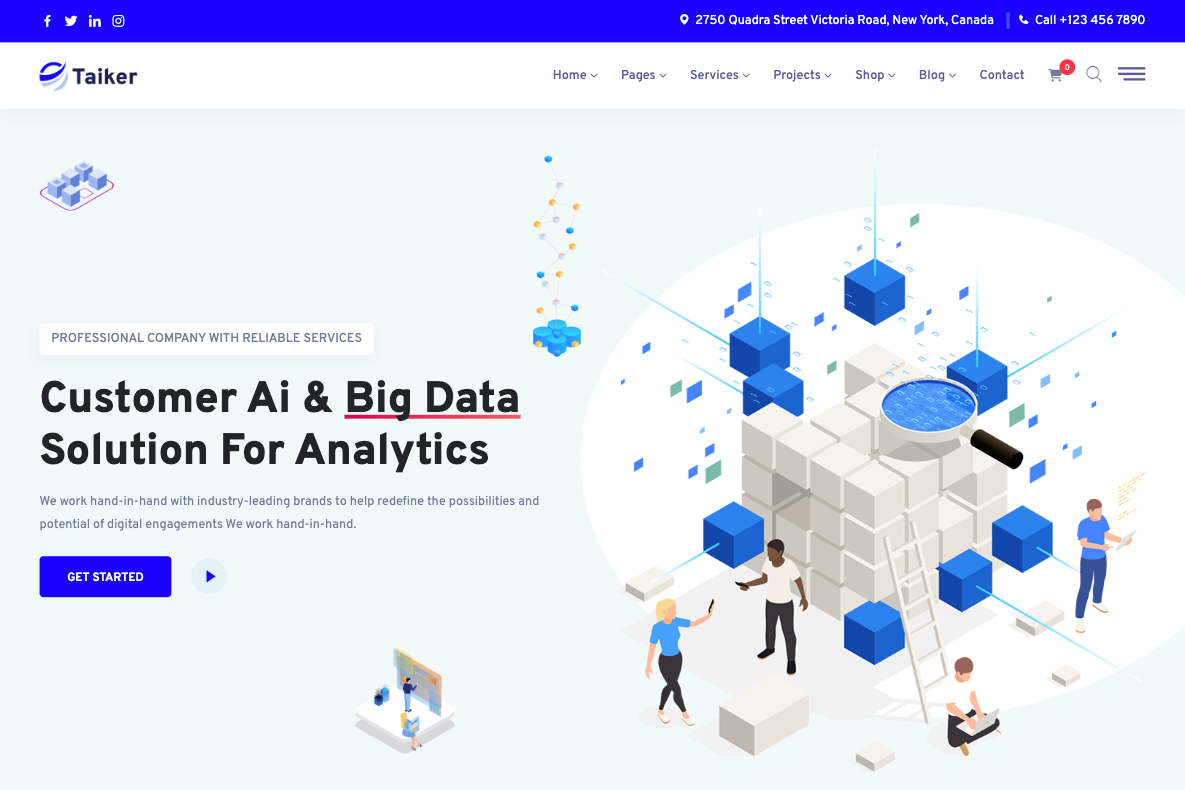 2750 Quadra Street Victoria Road, New York, Canada
Call +123 456 7890
Taiker
Home
Pages
Services
Projects
Shop
Blog
Contact
0
PROFESSIONAL COMPANY WITH RELIABLE SERVICES
Customer Ai & Big Data
Solution For Analytics
We work hand-in-hand with industry-leading brands to help redefine the possibilities and
potential of digital engagements We work hand-in-hand.
GET STARTED